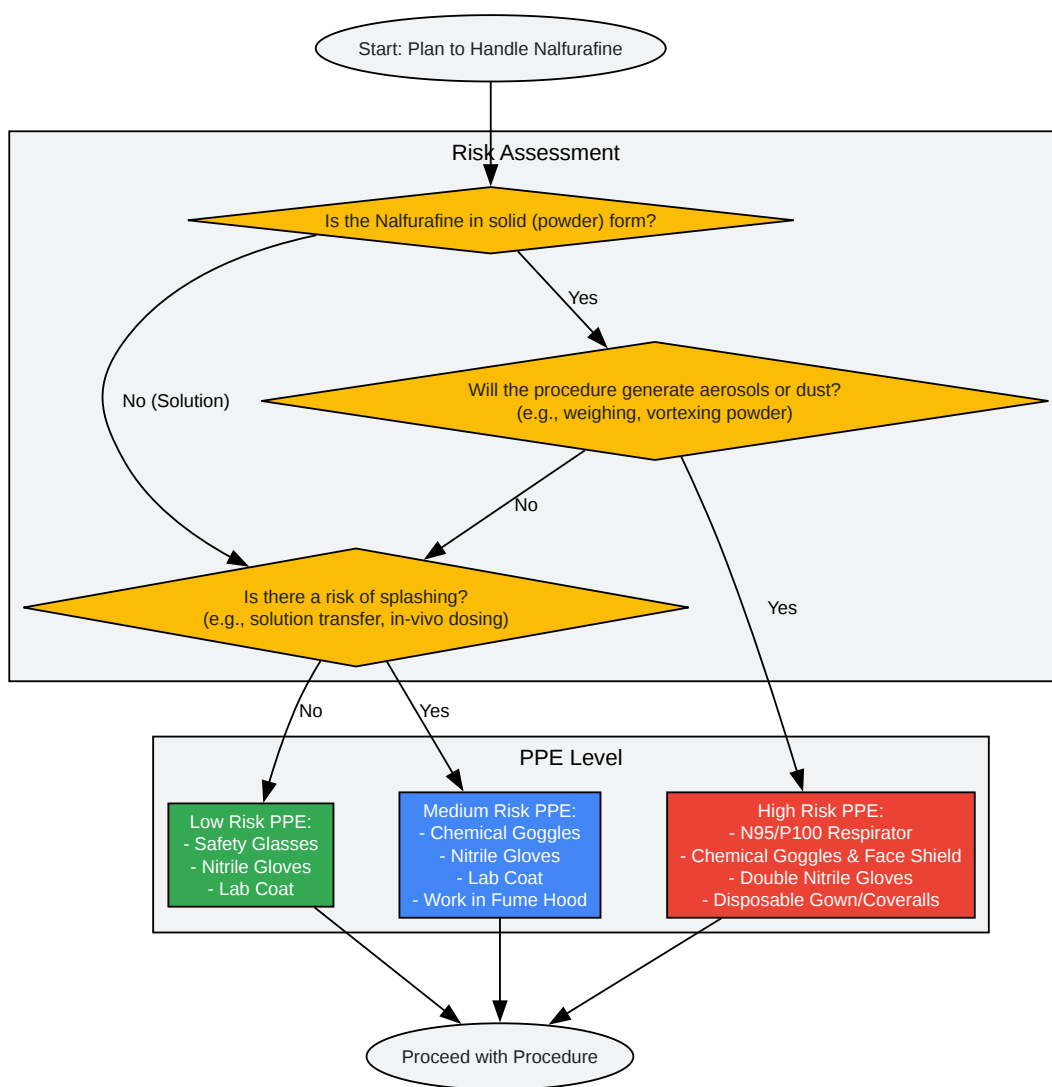 Start: Plan to Handle Nalfurafine
Risk Assessment
Is the Nalfurafine in solid (powder) form?
Yes
Will the procedure generate aerosols or dust?
(e.g., weighing, vortexing powder)
No (Solution)
No
Is there a risk of splashing?
(e.g., solution transfer, in-vivo dosing)
Yes
No
Yes
PPE Level
Low Risk PPE:
- Safety Glasses
- Nitrile Gloves
- Lab Coat
Medium Risk PPE:
- Chemical Goggles
- Nitrile Gloves
- Lab Coat
- Work in Fume Hood
High Risk PPE:
- N95/P100 Respirator
- Chemical Goggles & Face Shield
- Double Nitrile Gloves
- Disposable Gown/Coveralls
Proceed with Procedure